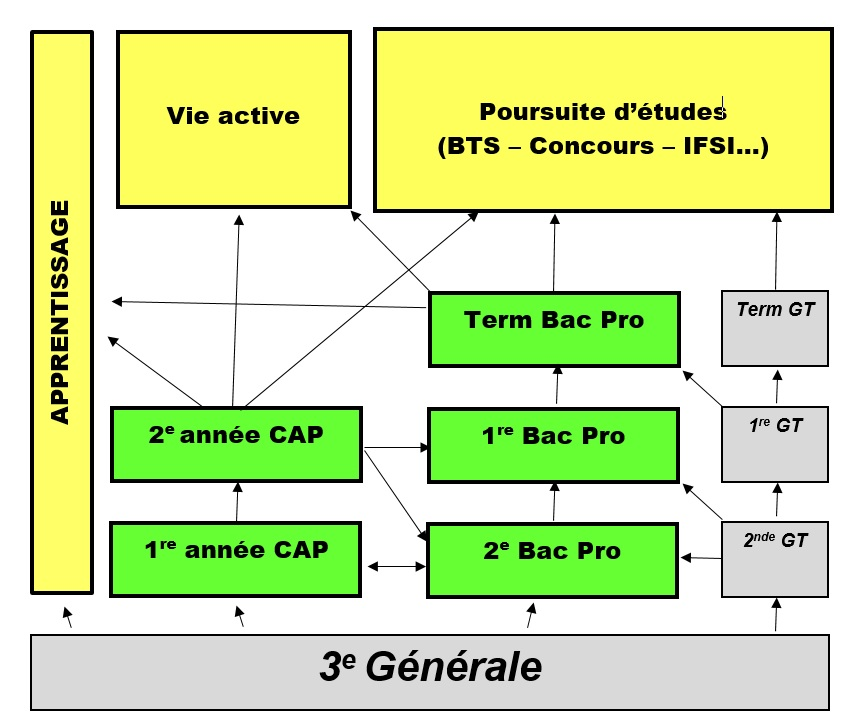 Vie active
Poursuite d'études
(BTS – Concours – IFSI…)
APPRENTISSAGE
Term Bac Pro
Term GT
2e année CAP
1re Bac Pro
1re GT
1re année CAP
2e Bac Pro
2nde GT
3e Générale